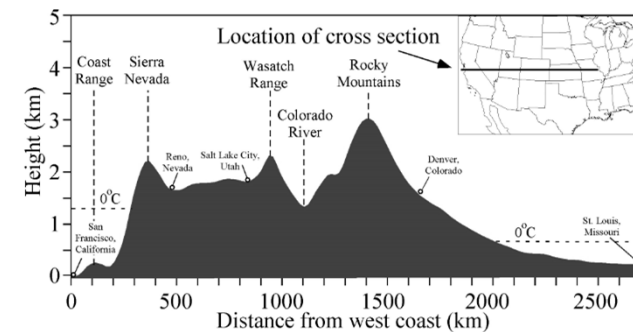 Location of cross section
Coast
Range
Sierra
Nevada
Wasatch
Range
Rocky
Mountains
Colorado
River
Reno,
Nevada
Salt Lake City,
Utah
Denver,
Colorado
San
Francisco,
California
St. Louis,
Missouri
0°C
0°C
Height (km)
5
4
3
2
1
0
0
500
1000
1500
2000
2500
Distance from west coast (km)